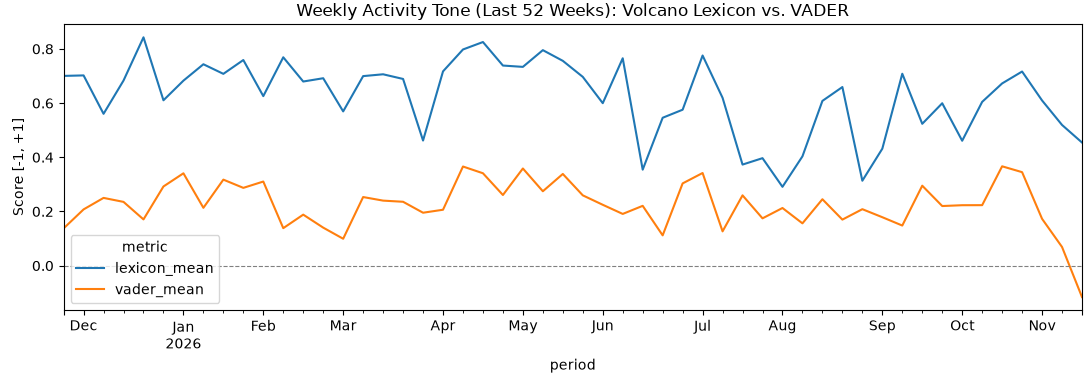 Weekly Activity Tone (Last 52 Weeks): Volcano Lexicon vs. VADER
Score [-1, +1]
0.8
0.6
0.4
0.2
0.0
metric
lexicon_mean
vader_mean
Dec Jan Feb Mar Apr May Jun Jul Aug Sep Oct Nov
2026
period